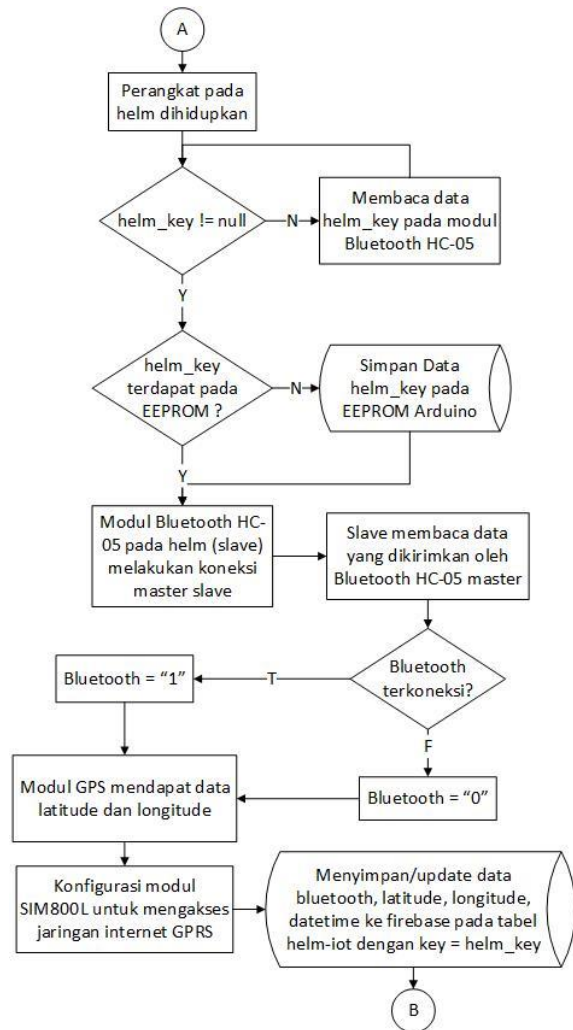 A
Perangkat pada
helm dihidupkan
helm_key != null
N
Membaca data
helm_key pada modul
Bluetooth HC-05
Y
helm_key
terdapat pada
EEPROM ?
N
Simpan Data
helm_key pada
EEPROM Arduino
Y
Modul Bluetooth HC-
05 pada helm (slave)
melakukan koneksi
master slave
Slave membaca data
yang dikirimkan oleh
Bluetooth HC-05 master
Bluetooth
terkoneksi?
T
Bluetooth = “1”
F
Bluetooth = “0”
Modul GPS mendapat data
latitude dan longitude
Konfigurasi modul
SIM800L untuk mengakses
jaringan internet GPRS
Menyimpan/update data
bluetooth, latitude, longitude,
datetime ke firebase pada tabel
helm-iot dengan key = helm_key
B